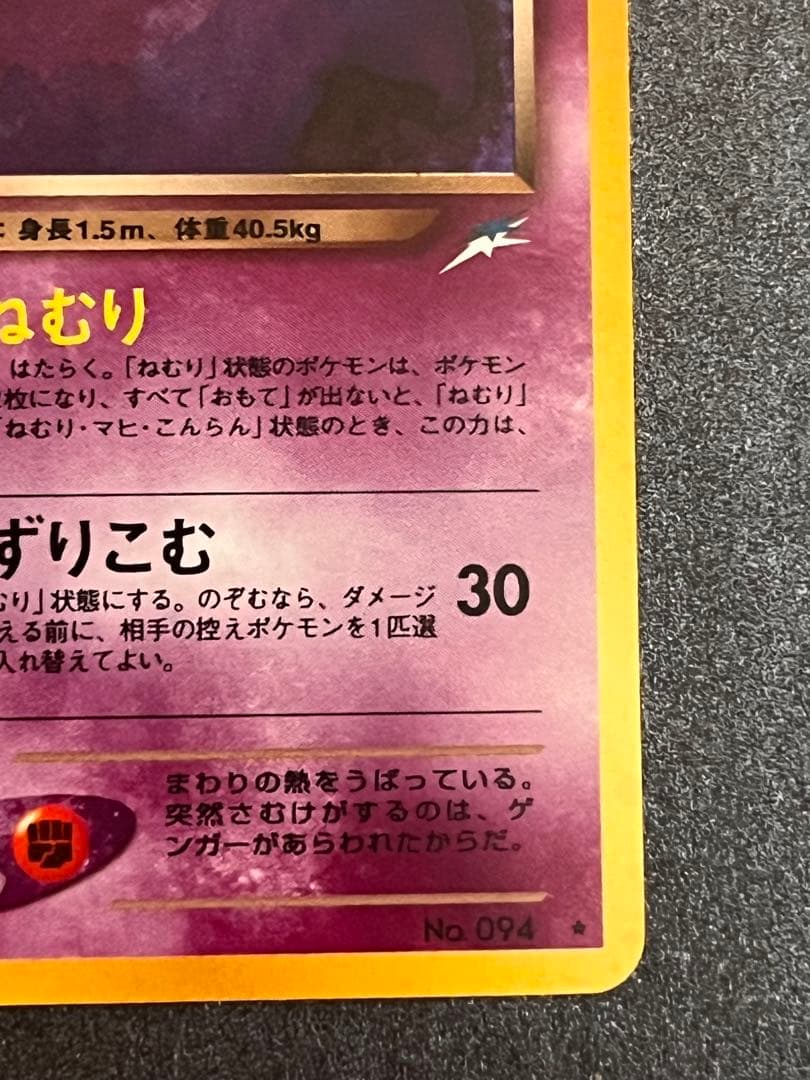 : 身長1.5m、体重40.5kg
ねむり
はたらく。「ねむり」状態のポケモンは、ポケモン
枚になり、すべて「おもて」が出ないと、「ねむり」
「ねむり・マヒ・こんらん」状態のとき、この力は、
ずりこむ
30
むり」状態にする。のぞむなら、ダメージ
える前に、相手の控えポケモンを1匹選
入れ替えてよい。
まわりの熱をうばっている。
突然さむけがするのは、ゲ
ンガーがあらわれたからだ。
No. 094 ★